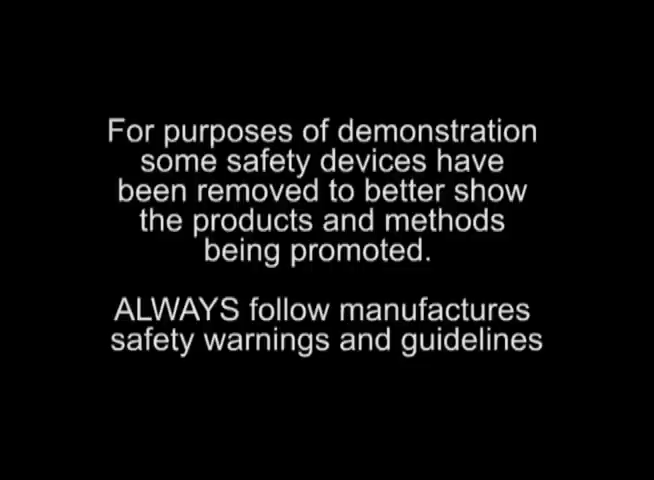 For purposes of demonstration
some safety devices have
been removed to better show
the products and methods
being promoted.
ALWAYS follow manufactures
safety warnings and guidelines